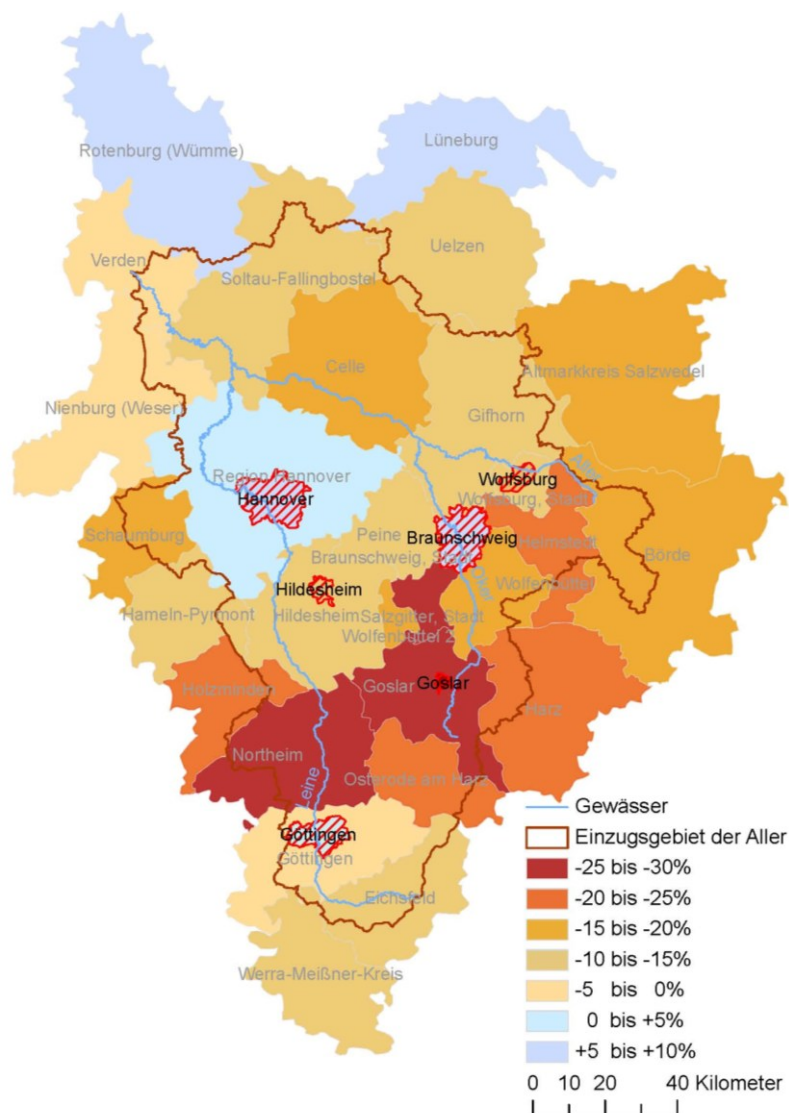 Rotenburg (Wümme)
Lüneburg
Uelzen
Verden
Soltau-Fallingbostel
Celle
Altmarkkreis Salzwedel
Nienburg (Weser)
Gifhorn
Aller
Region Hannover
Hannover
Wolfsburg
Wolfsburg, Stadt
Schaumburg
Peine
Braunschweig
Helmstedt
Börde
Braunschweig, Stadt
Oker
Wolfenbüttel
Hildesheim
Hameln-Pyrmont
Hildesheim
Salzgitter, Stadt
Wolfenbüttel 2
Holzminden
Goslar
Goslar
Harz
Northeim
Osterode am Harz
Leine
Göttingen
Göttingen
Eichsfeld
Werra-Meißner-Kreis
Gewässer
Einzugsgebiet der Aller
-25 bis -30%
-20 bis -25%
-15 bis -20%
-10 bis -15%
-5 bis 0%
0 bis +5%
+5 bis +10%
0 10 20 40 Kilometer